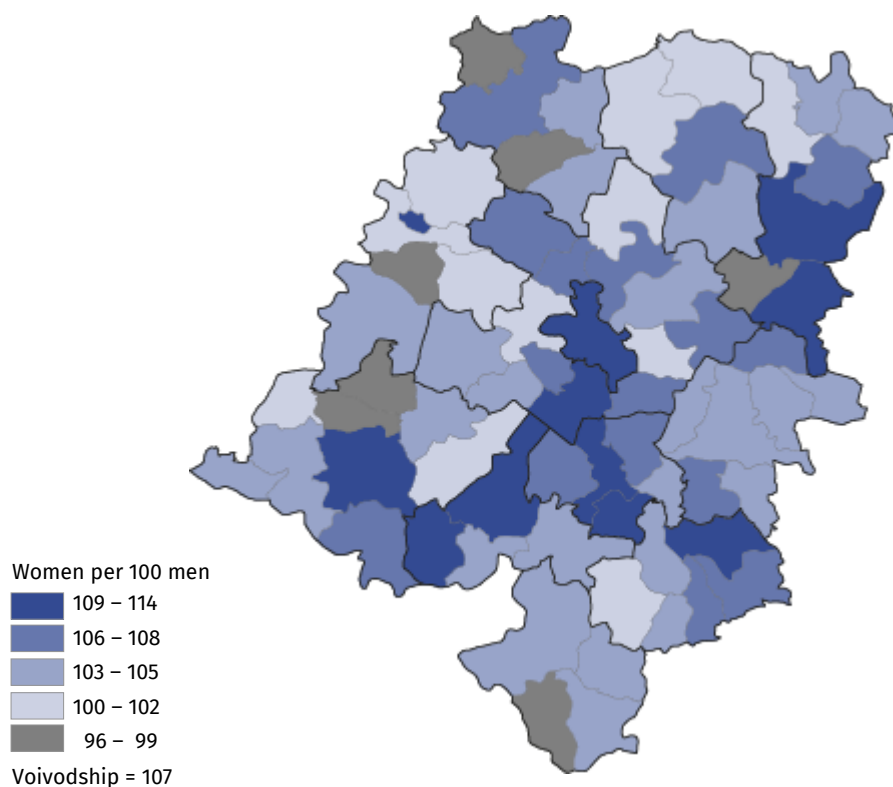 Women per 100 men
109 – 114
106 – 108
103 – 105
100 – 102
96 – 99
Voivodship = 107